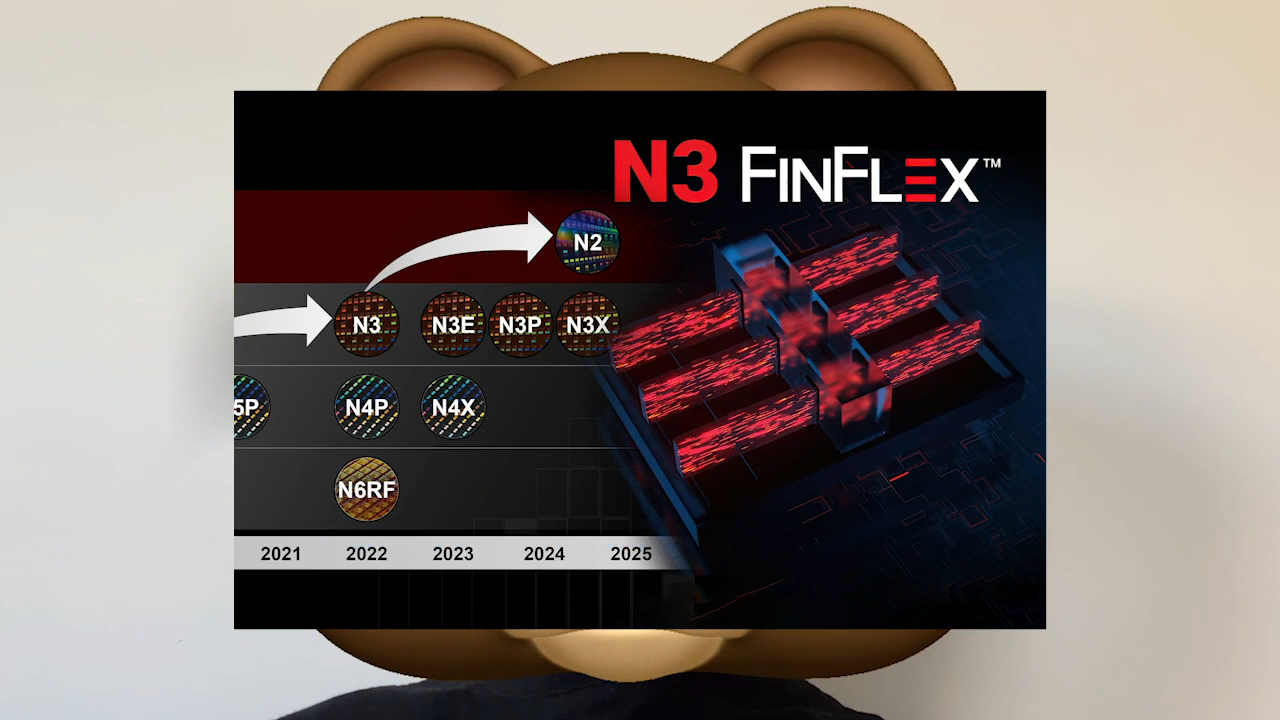 N3 FINFLEX™
N2
N3 N3E N3P N3X
5P N4P N4X
N6RF
2021 2022 2023 2024 2025